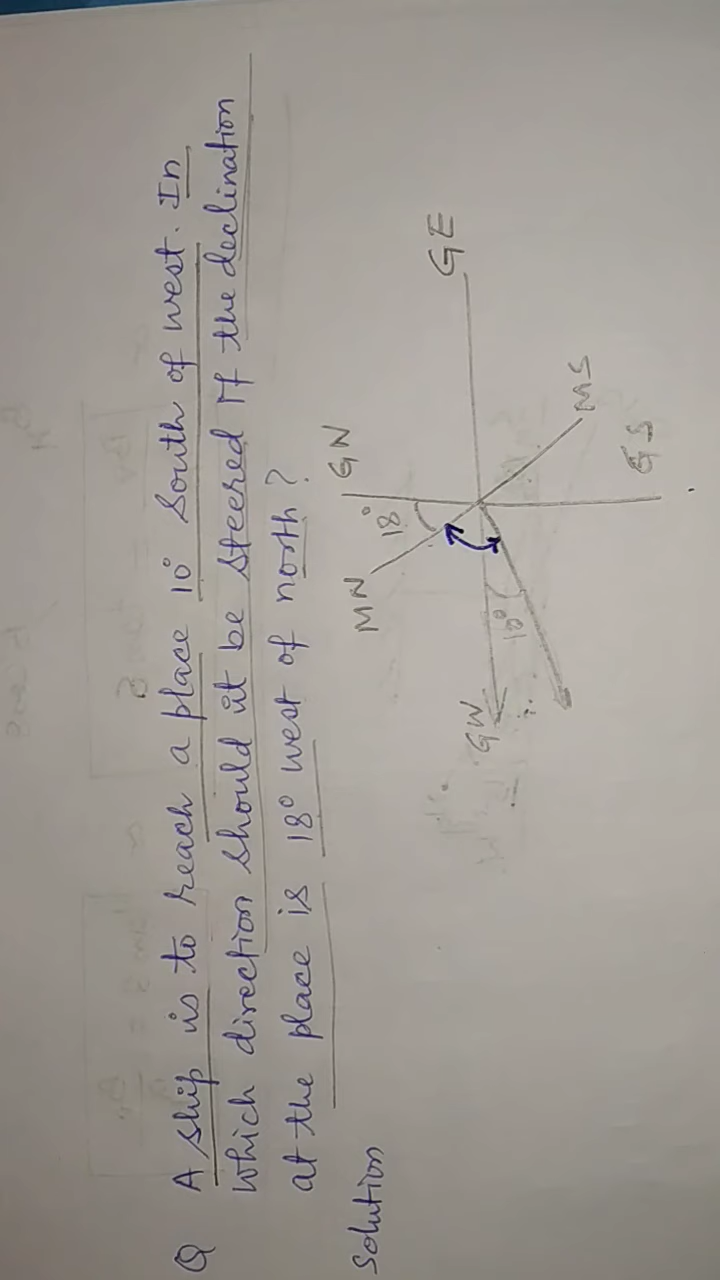 Q A ship is to reach a place 10° south of west. In
which direction should it be steered if the declination
at the place is 18° west of north?
Solution
MN
GN
18°
GW
GE
10°
MS
GS